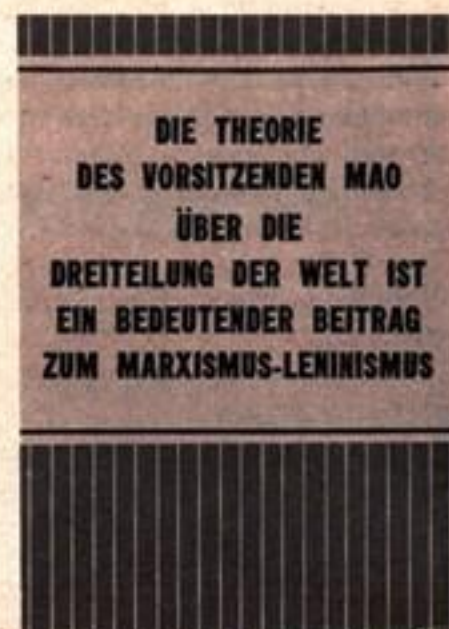 DIE THEORIE
DES VORSITZENDEN MAO
ÜBER DIE
DREITEILUNG DER WELT IST
EIN BEDEUTENDER BEITRAG
ZUM MARXISMUS-LENINISMUS